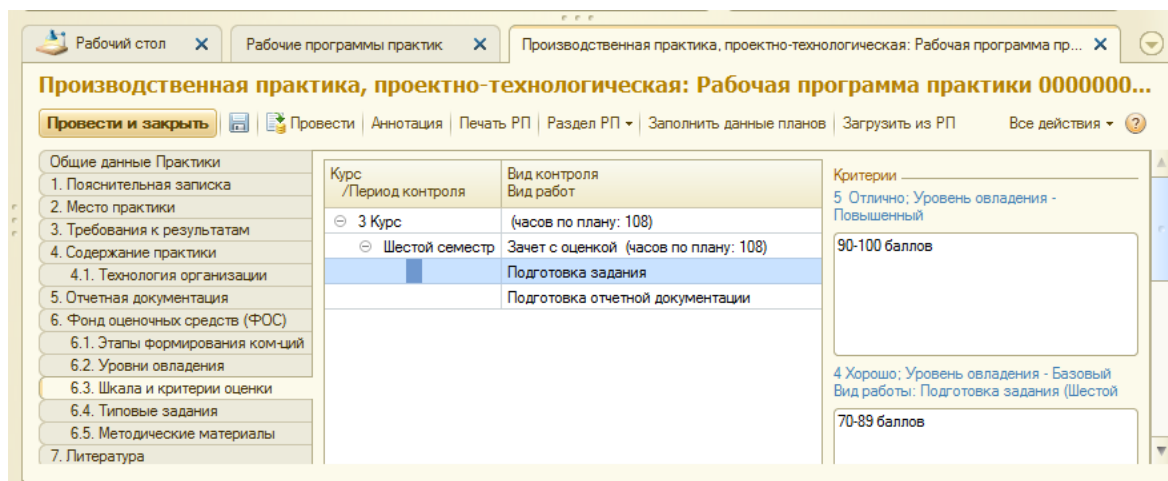 Рабочий стол
Рабочие программы практик
Производственная практика, проектно-технологическая: Рабочая программа пр...
Производственная практика, проектно-технологическая: Рабочая программа практики 0000000...
Провести и закрыть
Провести
Аннотация
Печать РП
Раздел РП
Заполнить данные планов
Загрузить из РП
Все действия
?
Общие данные Практики
1. Пояснительная записка
2. Место практики
3. Требования к результатам
4. Содержание практики
4.1. Технология организации
5. Отчетная документация
6. Фонд оценочных средств (ФОС)
6.1. Этапы формирования ком-ций
6.2. Уровни овладения
6.3. Шкала и критерии оценки
6.4. Типовые задания
6.5. Методические материалы
7. Литература
Курс
/Период контроля
Вид контроля
Вид работ
3 Курс
(часов по плану: 108)
Шестой семестр
Зачет с оценкой (часов по плану: 108)
Подготовка задания
Подготовка отчетной документации
Критерии
5 Отлично; Уровень овладения -
Повышенный
90-100 баллов
4 Хорошо; Уровень овладения - Базовый
Вид работы: Подготовка задания (Шестой
70-89 баллов